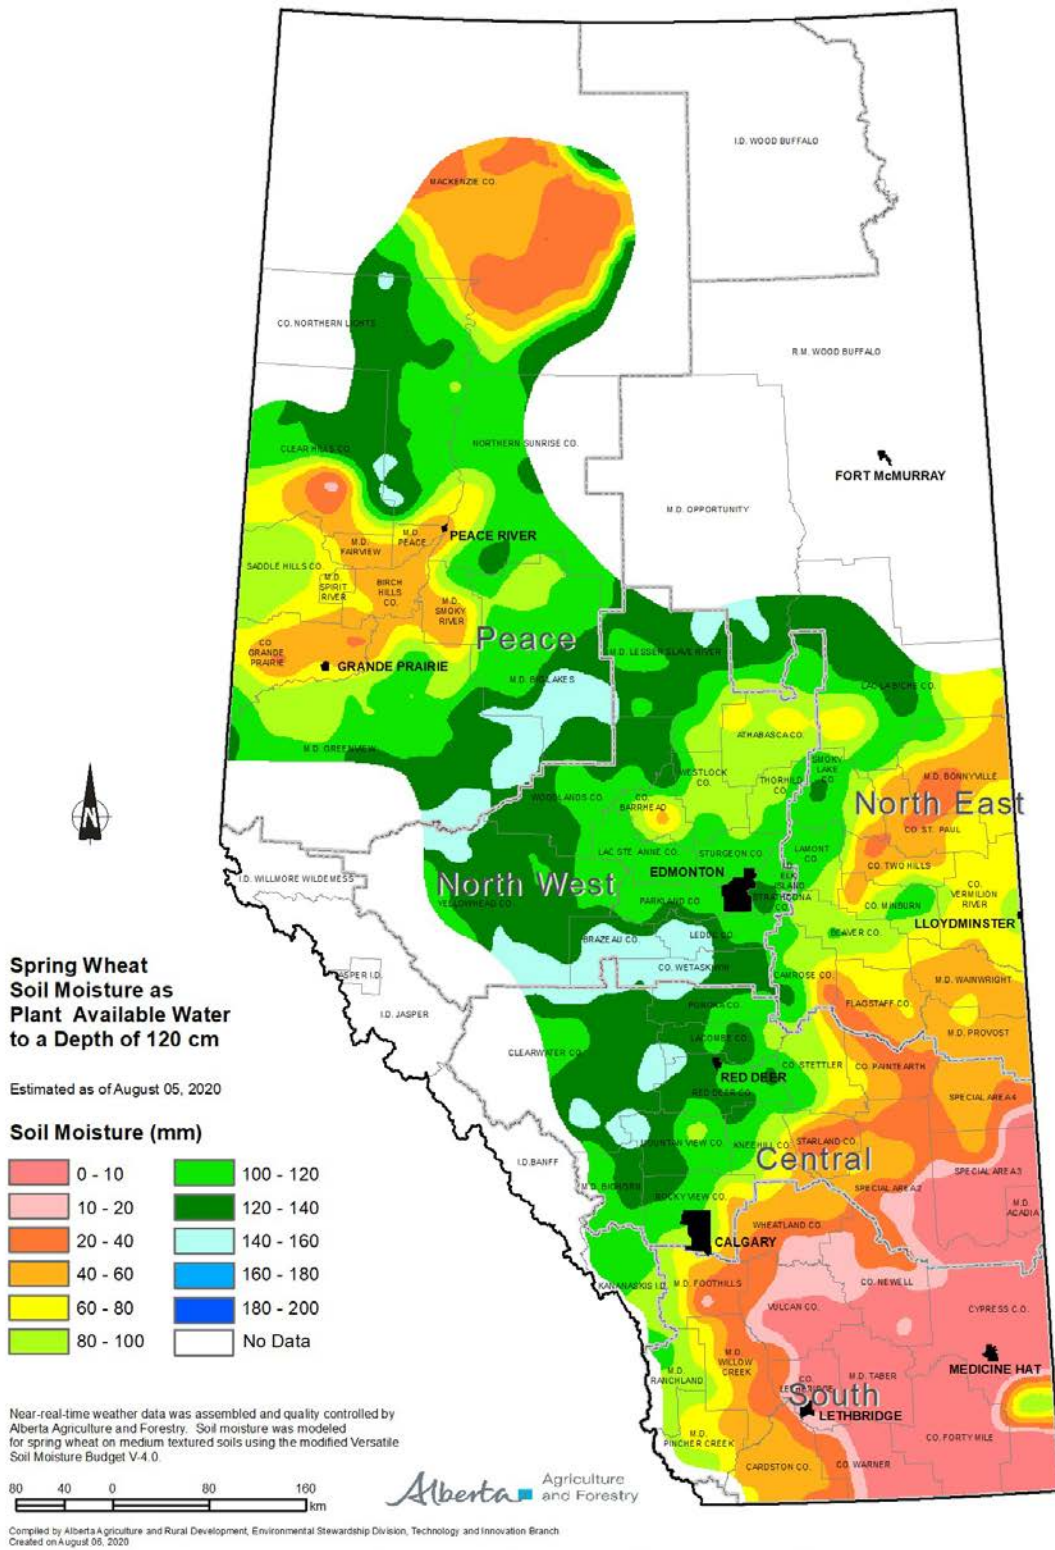 I.D. WOOD BUFFALO
MACKENZIE CO.
CO. NORTHERN LIGHTS
R.M. WOOD BUFFALO
CLEAR HILLS CO.
NORTHERN SUNRISE CO.
FORT McMURRAY
M.D. OPPORTUNITY
PEACE RIVER
M.D. PEACE
M.D. FAIRVIEW
SADDLE HILLS CO.
M.D.
SPIRIT
RIVER
BIRCH
HILLS
CO.
M.D.
SMOKY
RIVER
Peace
CO.
GRANDE
PRAIRIE
GRANDE PRAIRIE
M.D. LESSER SLAVE RIVER
M.D. BIG LAKES
LAC LA BICHE CO.
M.D. GREENVIEW
ATHABASCA CO.
SMOKY
LAKE
CO.
WESTLOCK
CO.
THORHILD
CO.
M.D. BONNYVILLE
WOODLANDS CO.
CO.
BARRHEAD
North East
CO. ST. PAUL
LAC STE. ANNE CO.
STURGEON CO.
LAMONT
CO.
CO. TWO HILLS
N
I.D. WILLMORE WILDERNESS
North West
EDMONTON
I.D.
ELK
ISLAND
STRATHCONA
CO.
YELLOWHEAD CO.
PARKLAND CO.
CO. MINBURN
CO.
VERMILION
RIVER
LLOYDMINSTER
BRAZEAU CO.
LEDUC CO.
BEAVER CO.
CO. WETASKIWIN
CAMROSE CO.
M.D. WAINWRIGHT
JASPER I.D.
I.D. JASPER
PONOKA CO.
FLAGSTAFF CO.
M.D. PROVOST
CLEARWATER CO.
LACOMBE CO.
RED DEER
CO. STETTLER
CO. PAINTEARTH
RED DEER CO.
SPECIAL AREA 4
MOUNTAIN VIEW CO.
KNEEHILL CO.
STARLAND CO.
Central
I.D. BANFF
SPECIAL AREA 3
M.D. BIGHORN
ROCKY VIEW CO.
SPECIAL AREA 2
M.D.
ACADIA
WHEATLAND CO.
CALGARY
KANANASKIS I.D.
M.D. FOOTHILLS
CO. NEWELL
VULCAN CO.
CYPRESS C.O.
M.D.
WILLOW
CREEK
MEDICINE HAT
M.D.
RANCHLAND
CO.
LETHBRIDGE
M.D. TABER
South
LETHBRIDGE
M.D.
PINCHER CREEK
CO. FORTY MILE
CARDSTON CO.
CO. WARNER
Spring Wheat
Soil Moisture as
Plant Available Water
to a Depth of 120 cm
Estimated as of August 05, 2020
Soil Moisture (mm)
0 - 10
10 - 20
20 - 40
40 - 60
60 - 80
80 - 100
100 - 120
120 - 140
140 - 160
160 - 180
180 - 200
No Data
Near-real-time weather data was assembled and quality controlled by
Alberta Agriculture and Forestry. Soil moisture was modeled
for spring wheat on medium textured soils using the modified Versatile
Soil Moisture Budget V-4.0.
80 40 0 80 160
km
Alberta Agriculture
and Forestry
Compiled by Alberta Agriculture and Rural Development, Environmental Stewardship Division, Technology and Innovation Branch
Created on August 06, 2020